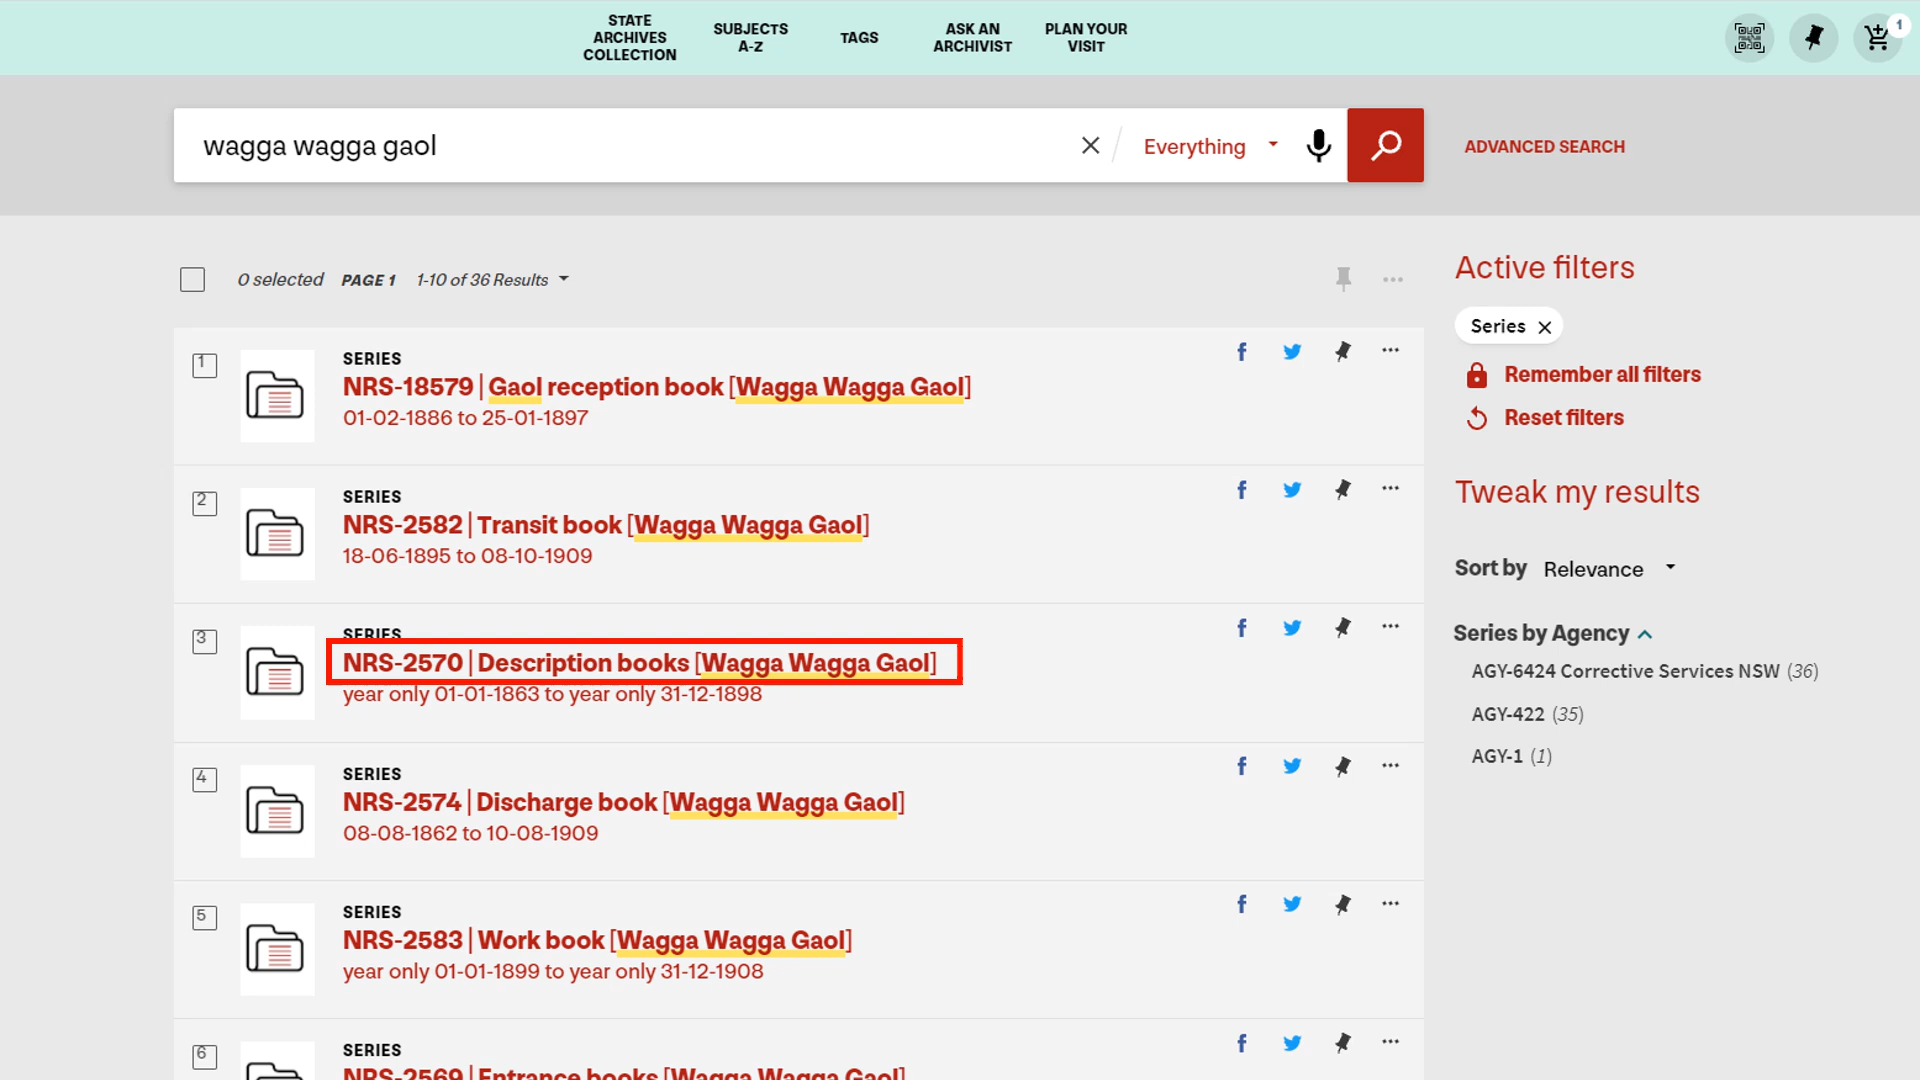 STATE
ARCHIVES
COLLECTION
SUBJECTS
A-Z
TAGS
ASK AN
ARCHIVIST
PLAN YOUR
VISIT
1
wagga wagga gaol
Everything
ADVANCED SEARCH
0 selected PAGE 1 1-10 of 36 Results
1
SERIES
NRS-18579 | Gaol reception book [Wagga Wagga Gaol]
01-02-1886 to 25-01-1897
2
SERIES
NRS-2582 | Transit book [Wagga Wagga Gaol]
18-06-1895 to 08-10-1909
3
SERIES
NRS-2570 | Description books [Wagga Wagga Gaol]
year only 01-01-1863 to year only 31-12-1898
4
SERIES
NRS-2574 | Discharge book [Wagga Wagga Gaol]
08-08-1862 to 10-08-1909
5
SERIES
NRS-2583 | Work book [Wagga Wagga Gaol]
year only 01-01-1899 to year only 31-12-1908
6
SERIES
NRS-2569 | Entrance books [Wagga Wagga Gaol]
Active filters
Series
Remember all filters
Reset filters
Tweak my results
Sort by Relevance
Series by Agency
AGY-6424 Corrective Services NSW (36)
AGY-422 (35)
AGY-1 (1)